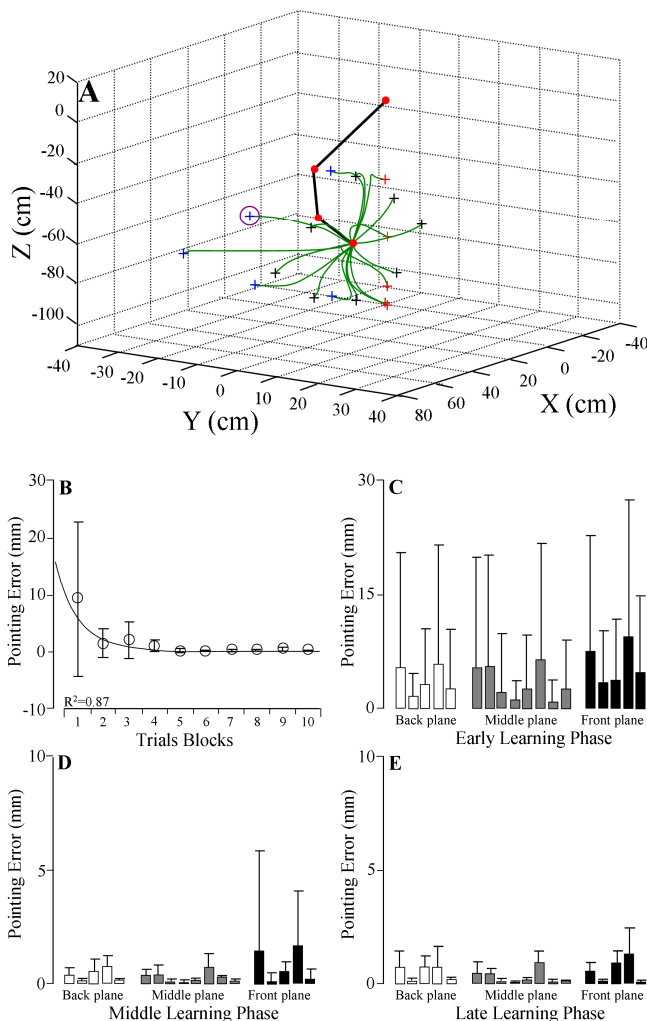 A
20
0
-20
-40
-60
-80
-100
Z (cm)
-40
-30
-20
-10
0
10
20
30
40
Y (cm)
80
60
40
20
0
-20
-40
X (cm)
B
30
20
10
0
-10
Pointing Error (mm)
R²=0.87
1 2 3 4 5 6 7 8 9 10
Trials Blocks
C
30
15
0
Pointing Error (mm)
Back plane Middle plane Front plane
Early Learning Phase
D
10
5
0
Pointing Error (mm)
Back plane Middle plane Front plane
Middle Learning Phase
E
10
5
0
Pointing Error (mm)
Back plane Middle plane Front plane
Late Learning Phase